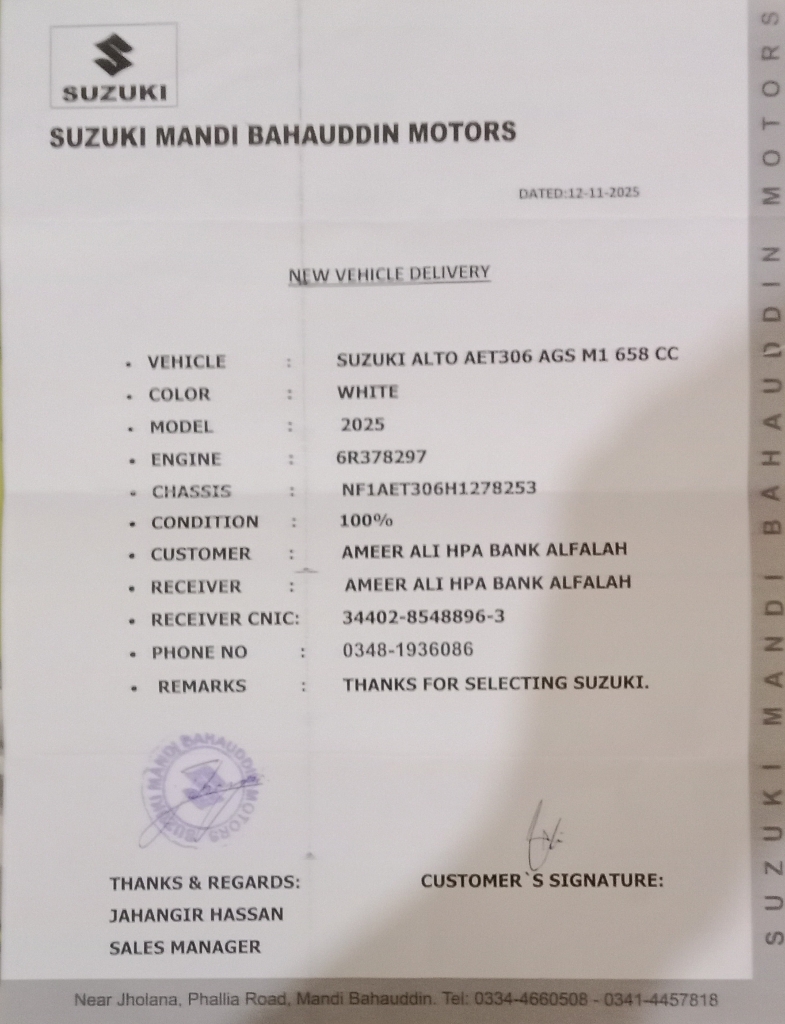 SUZUKI
SUZUKI MANDI BAHAUDDIN MOTORS
DATED:12-11-2025
NEW VEHICLE DELIVERY
• VEHICLE : SUZUKI ALTO AET306 AGS M1 658 CC
• COLOR : WHITE
• MODEL : 2025
• ENGINE : 6R378297
• CHASSIS : NF1AET306H1278253
• CONDITION : 100%
• CUSTOMER : AMEER ALI HPA BANK ALFALAH
• RECEIVER : AMEER ALI HPA BANK ALFALAH
• RECEIVER CNIC: 34402-8548896-3
• PHONE NO : 0348-1936086
• REMARKS : THANKS FOR SELECTING SUZUKI.
SUZUKI MANDI BAHAUDDIN MOTORS
THANKS & REGARDS:
CUSTOMER`S SIGNATURE:
JAHANGIR HASSAN
SALES MANAGER
Near Jholana, Phallia Road, Mandi Bahauddin. Tel: 0334-4660508 - 0341-4457818
SUZUKI MANDI BAHAUDDIN MOTORS